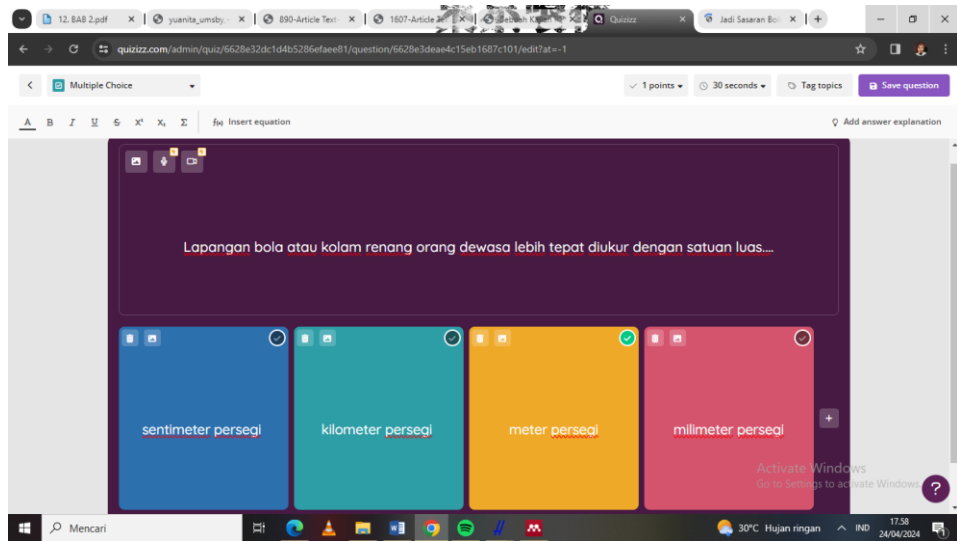 12. BAB 2.pdf
yuanita_umsby_-
890-Article Text
1607-Article Te
Quizizz
Jadi Sasaran Bo
quizizz.com/admin/quiz/6628e32dc1d4b5286efaee81/question/6628e3deae4c15eb1687c101/edit?at=-1
Multiple Choice
1 points
30 seconds
Tag topics
Save question
A B I U S X² X₂ Σ f(x) Insert equation
Add answer explanation
Lapangan bola atau kolam renang orang dewasa lebih tepat diukur dengan satuan luas....
sentimeter persegi
kilometer persegi
meter persegi
milimeter persegi
+
Activate Windows
Go to Settings to activate Windows.
?
Mencari
30°C Hujan ringan
IND
17.58
24/04/2024